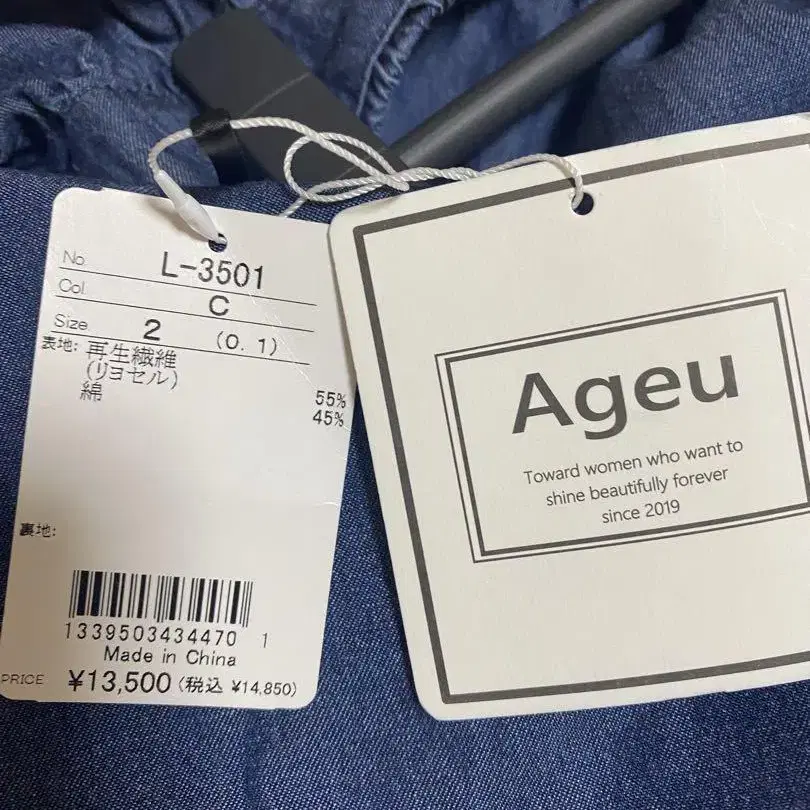 No. L-3501
Col. C
Size 2 (0.1)
表地: 再生繊維
(リヨセル) 55%
綿 45%
裏地:
1339503434470 1
Made in China
PRICE ¥13,500 (税込 ¥14,850)
Ageu
Toward women who want to
shine beautifully forever
since 2019